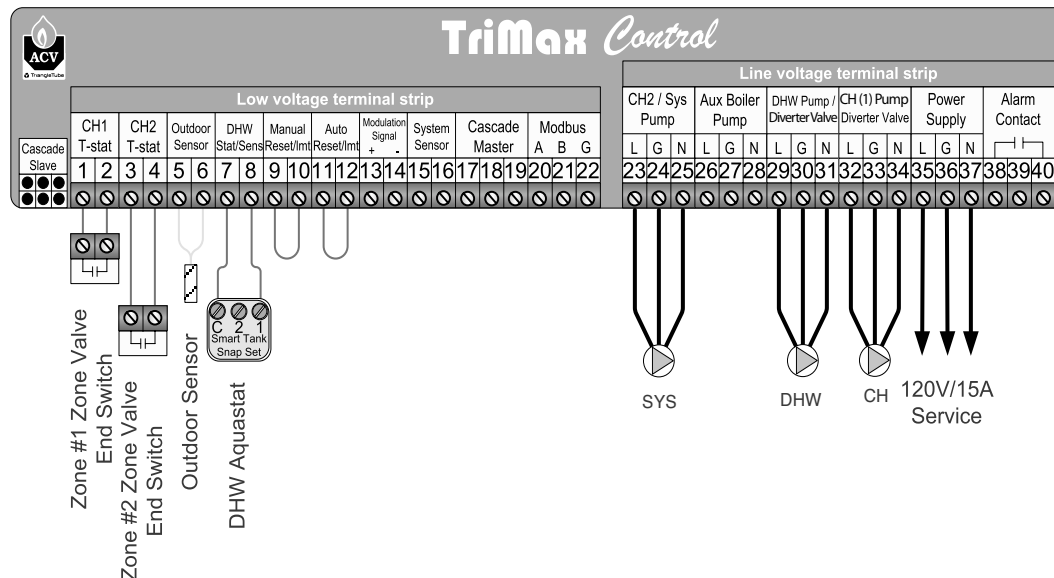 TriMax Control
ACV
TriangleTube
Low voltage terminal strip
Line voltage terminal strip
Cascade
Slave
CH1
T-stat
CH2
T-stat
Outdoor
Sensor
DHW
Stat/Sens
Manual
Reset/lmt
Auto
Reset/lmt
Modulation
Signal
+ -
System
Sensor
Cascade
Master
Modbus
A B G
CH2 / Sys
Pump
L G N
Aux Boiler
Pump
L G N
DHW Pump /
Diverter Valve
L G N
CH (1) Pump
Diverter Valve
L G N
Power
Supply
L G N
Alarm
Contact
1 2 3 4 5 6 7 8 9 10 11 12 13 14 15 16 17 18 19 20 21 22
23 24 25 26 27 28 29 30 31 32 33 34 35 36 37 38 39 40
Zone #1 Zone Valve
End Switch
Zone #2 Zone Valve
End Switch
Outdoor Sensor
C 2 1
Smart Tank
Snap Set
DHW Aquastat
SYS
DHW
CH
120V/15A
Service